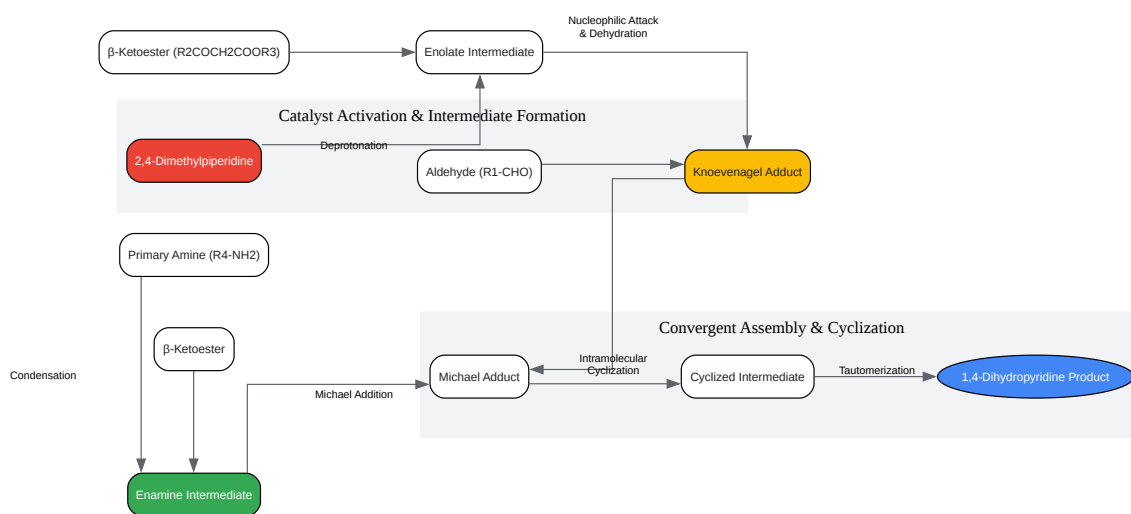 Nucleophilic Attack
& Dehydration
β-Ketoester (R2COCH2COOR3)
Enolate Intermediate
Catalyst Activation & Intermediate Formation
Deprotonation
2,4-Dimethylpiperidine
Aldehyde (R1-CHO)
Knoevenagel Adduct
Primary Amine (R4-NH2)
Convergent Assembly & Cyclization
β-Ketoester
Intramolecular
Cyclization
Condensation
Michael Adduct
Cyclized Intermediate
Tautomerization
1,4-Dihydropyridine Product
Michael Addition
Enamine Intermediate